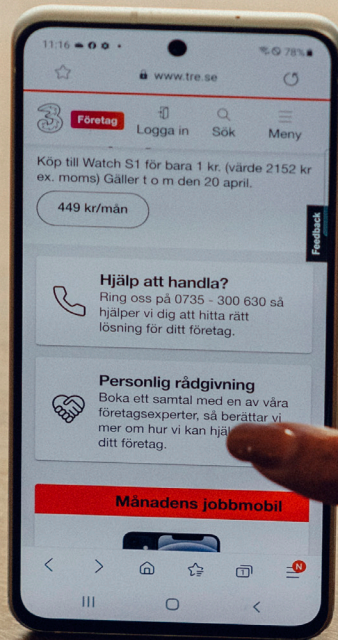 11:16
78%
www.tre.se
3 Företag
Logga in
Sök
Meny
Köp till Watch S1 för bara 1 kr. (värde 2152 kr
ex. moms) Gäller t o m den 20 april.
449 kr/mån
Feedback
Hjälp att handla?
Ring oss på 0735 - 300 630 så
hjälper vi dig att hitta rätt
lösning för ditt företag.
Personlig rådgivning
Boka ett samtal med en av våra
företagsexperter, så berättar vi
mer om hur vi kan
ditt företag.
Månadens jobbmobil
1
N